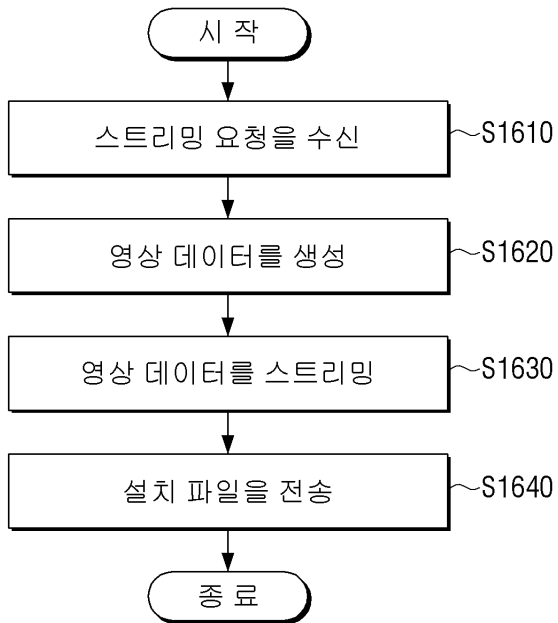 시 작
스트리밍 요청을 수신
S1610
영상 데이터를 생성
S1620
영상 데이터를 스트리밍
S1630
설치 파일을 전송
S1640
종 료